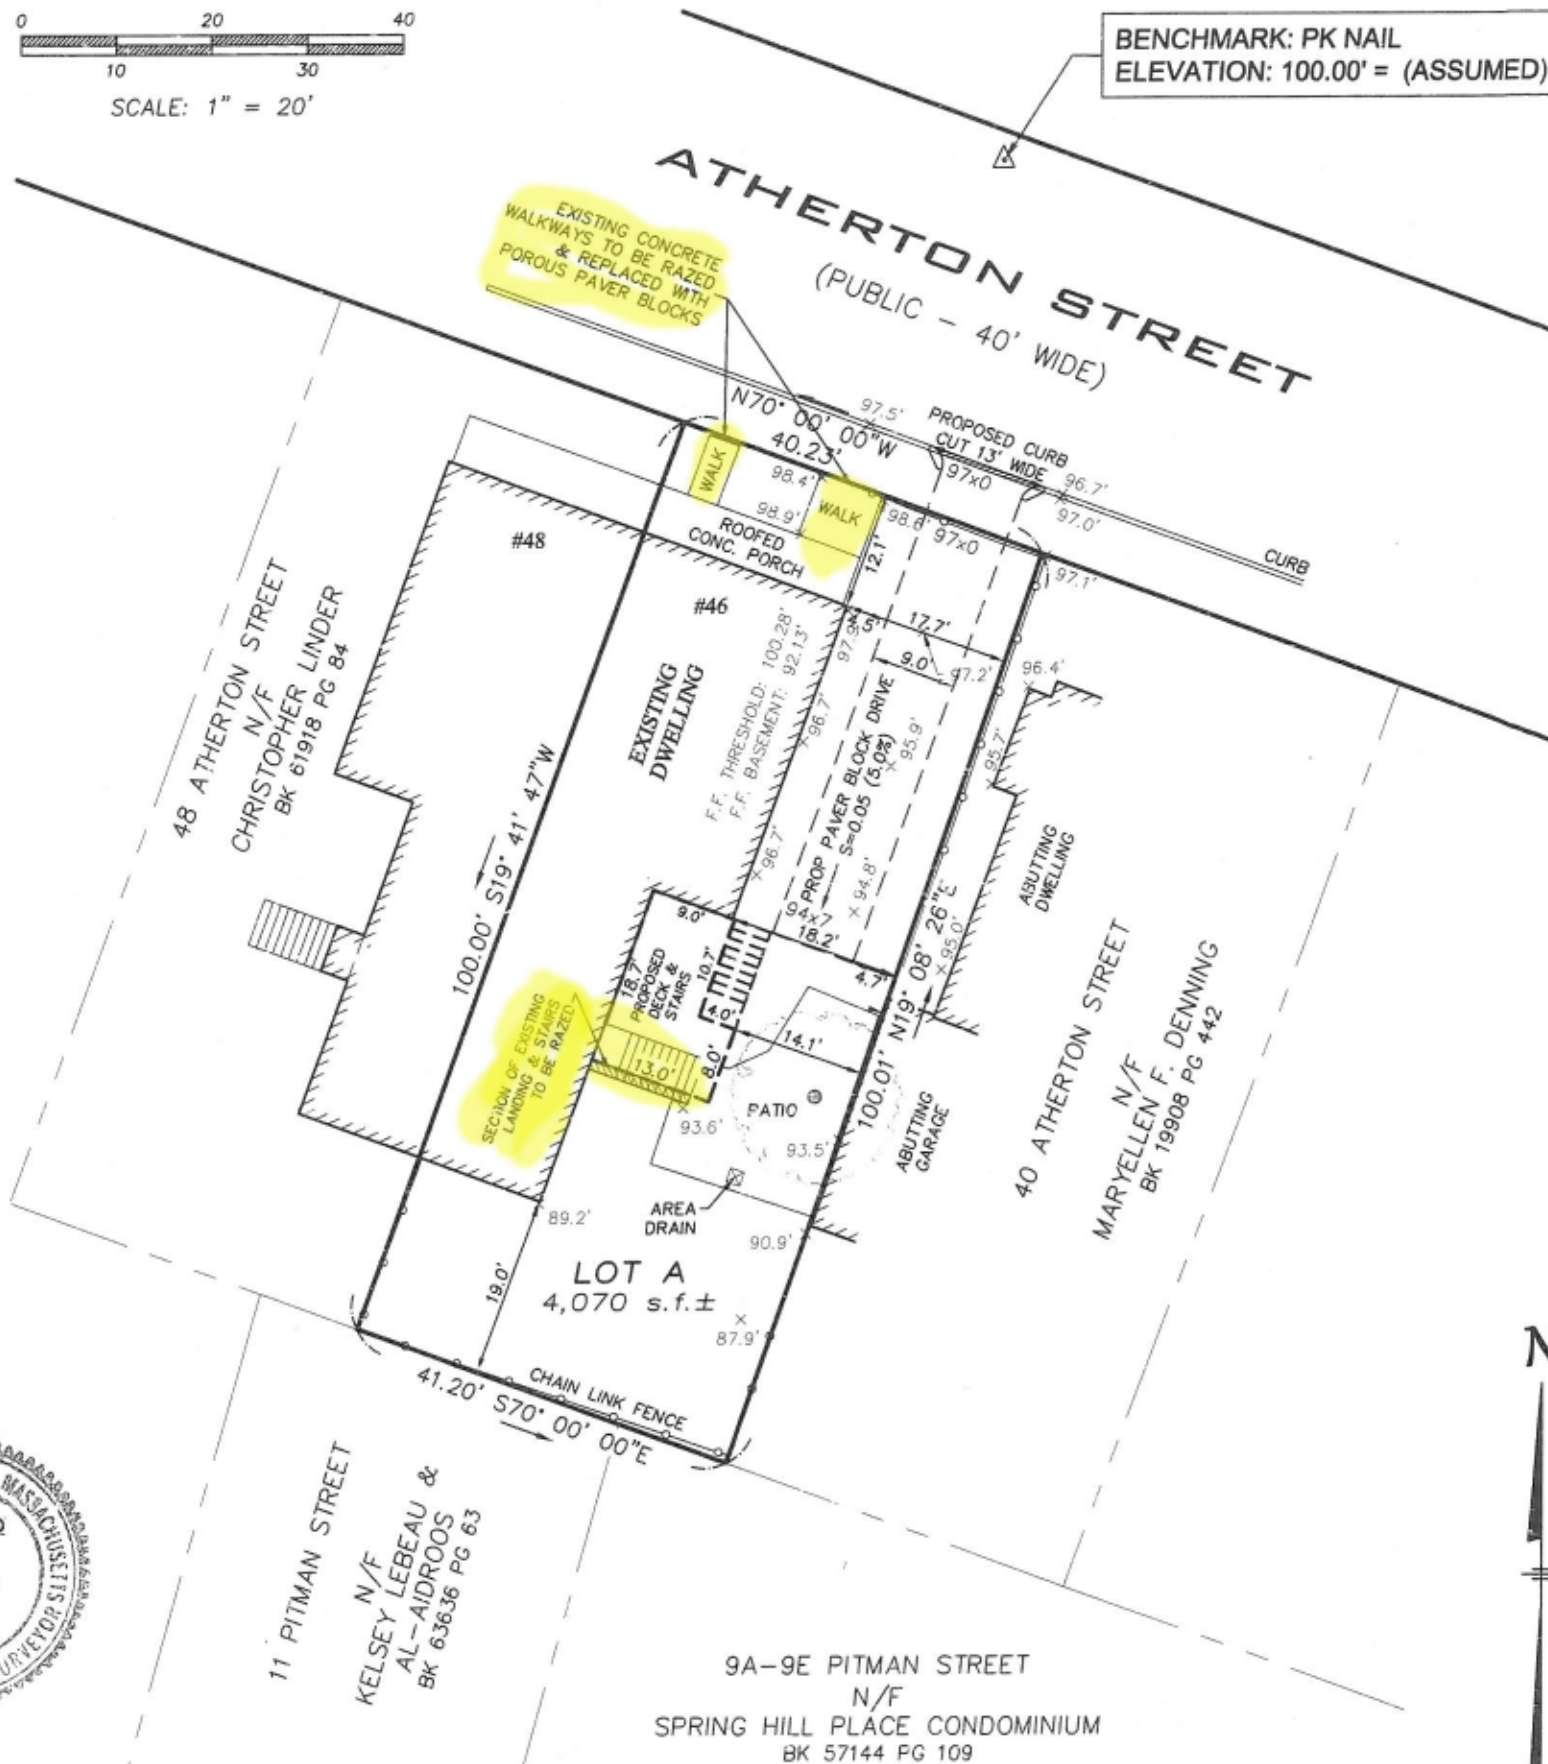 0 20 40
10 30
SCALE: 1" = 20'
BENCHMARK: PK NAIL
ELEVATION: 100.00' = (ASSUMED)
ATHERTON STREET
(PUBLIC - 40' WIDE)
EXISTING CONCRETE
WALKWAYS TO BE RAZED
& REPLACED WITH
POROUS PAVER BLOCKS
N70° 00' 00"W
40.23'
97.5'
PROPOSED CURB
CUT 13' WIDE
97x0
96.7'
97.0'
CURB
WALK
98.4'
WALK
98.6'
97x0
97.1'
98.9'
ROOFED
CONC. PORCH
12.1'
#48
#46
4.5'
17.7'
97.9'
9.0'
97.2'
96.4'
48 ATHERTON STREET
N/F
CHRISTOPHER LINDER
BK 61918 PG 84
EXISTING
DWELLING
F.F. THRESHOLD: 100.28'
F.F. BASEMENT: 92.13'
96.7'
PROP PAVER BLOCK DRIVE
S=0.05 (5.0%)
95.9'
95.7'
100.00' S19° 41' 47"W
96.7'
94.8'
ABUTTING
DWELLING
9.0'
94x7
18.2'
95.0'
4.7'
18.7'
PROPOSED
DECK &
STAIRS
10.7'
4.0'
14.1'
100.01' N19° 08' 26"E
SECTION OF EXISTING
LANDING & STAIRS
TO BE RAZED
13.0'
8.0'
93.6'
PATIO
93.5'
ABUTTING
GARAGE
40 ATHERTON STREET
N/F
MARYELLEN F. DENNING
BK 19908 PG 442
89.2'
AREA
DRAIN
90.9'
19.0'
LOT A
4,070 s.f.±
87.9'
CHAIN LINK FENCE
41.20' S70° 00' 00"E
11 PITMAN STREET
N/F
KELSEY LEBEAU &
AL-AIDROOS
BK 63636 PG 63
9A-9E PITMAN STREET
N/F
SPRING HILL PLACE CONDOMINIUM
BK 57144 PG 109
MASSACHUSETTS